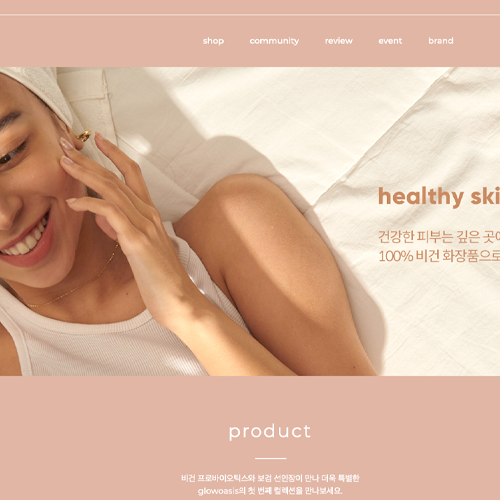 shop community review event brand
healthy ski
건강한 피부는 깊은 곳에
100% 비건 화장품으로
product
비건 프로바이오틱스와 보검 선인장이 만나 더욱 특별한
glowoasis의 첫 번째 컬렉션을 만나보세요.